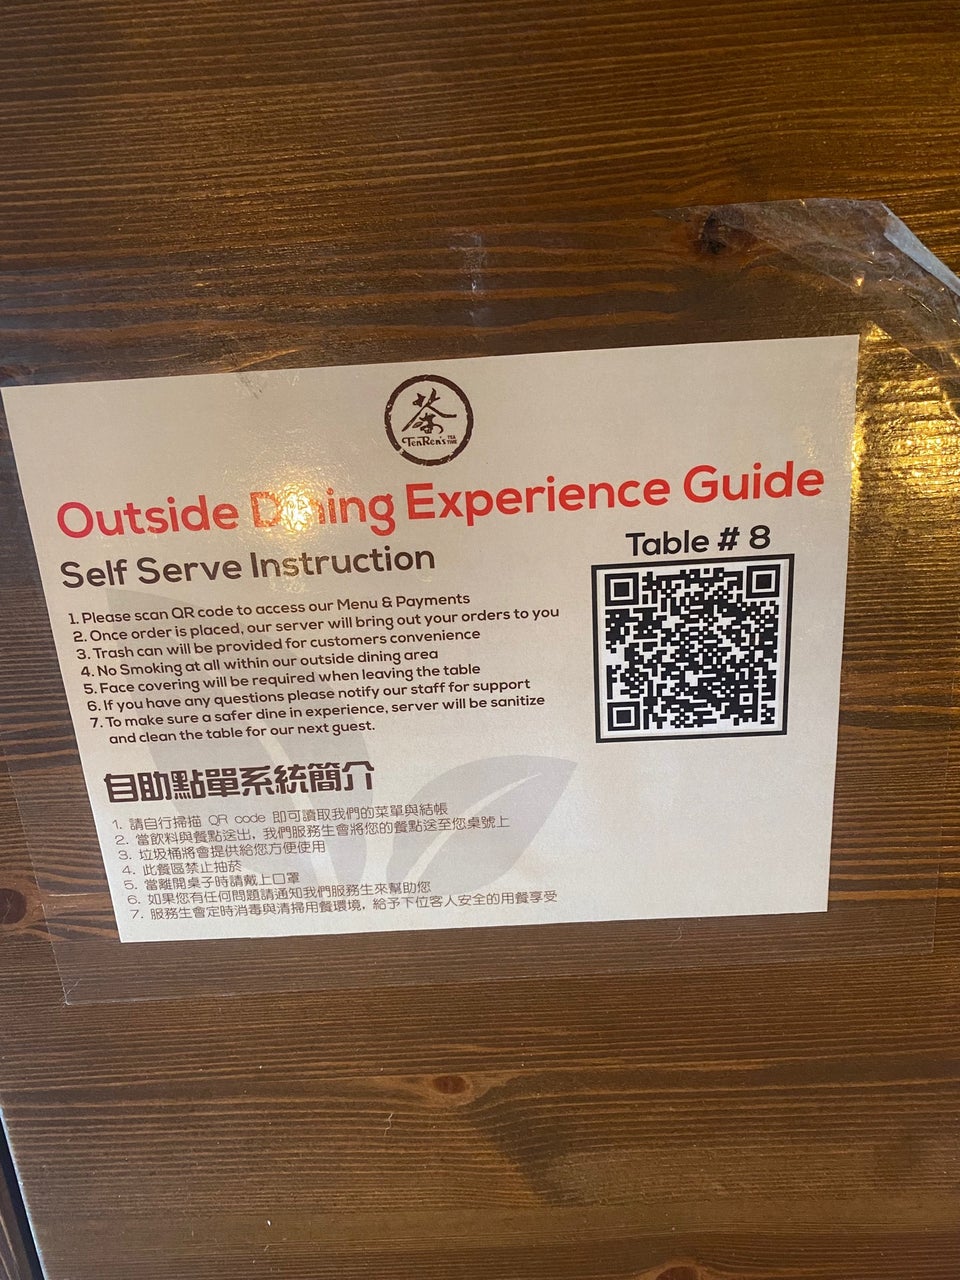 茶
TenRen's TEA TIME
Outside Dining Experience Guide
Self Serve Instruction
Table # 8
1. Please scan QR code to access our Menu & Payments
2. Once order is placed, our server will bring out your orders to you
3. Trash can will be provided for customers convenience
4. No Smoking at all within our outside dining area
5. Face covering will be required when leaving the table
6. If you have any questions please notify our staff for support
7. To make sure a safer dine in experience, server will be sanitize
and clean the table for our next guest.
自助點單系統簡介
1. 請自行掃描 QR code 即可讀取我們的菜單與結帳
2. 當飲料與餐點送出, 我們服務生會將您的餐點送至您桌號上
3. 垃圾桶將會提供給您方便使用
4. 此餐區禁止抽菸
5. 當離開桌子時請戴上口罩
6. 如果您有任何問題請通知我們服務生來幫助您
7. 服務生會定時消毒與清掃用餐環境, 給予下位客人安全的用餐享受